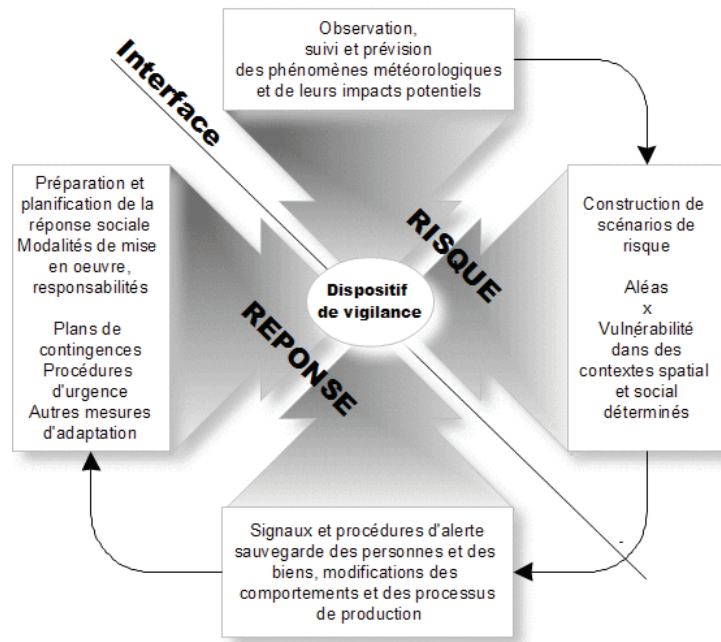 Observation,
suivi et prévision
des phénomènes météorologiques
et de leurs impacts potentiels
Interface
Préparation et
planification de la
réponse sociale
Modalités de mise
en oeuvre,
responsabilités
Plans de
contingences
Procédures
d'urgence
Autres mesures
d'adaptation
RISQUE
Dispositif
de vigilance
REPONSE
Construction de
scénarios de
risque
Aléas
x
Vulnérabilité
dans des
contextes spatial
et social
déterminés
Signaux et procédures d'alerte
sauvegarde des personnes et des
biens, modifications des
comportements et des processus
de production